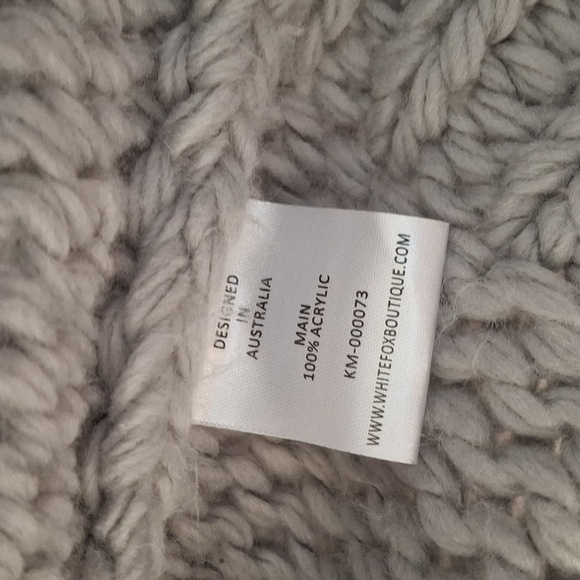 DESIGNED
IN
AUSTRALIA
MAIN
100% ACRYLIC
KM-000073
WWW.WHITEFOXBOUTIQUE.COM